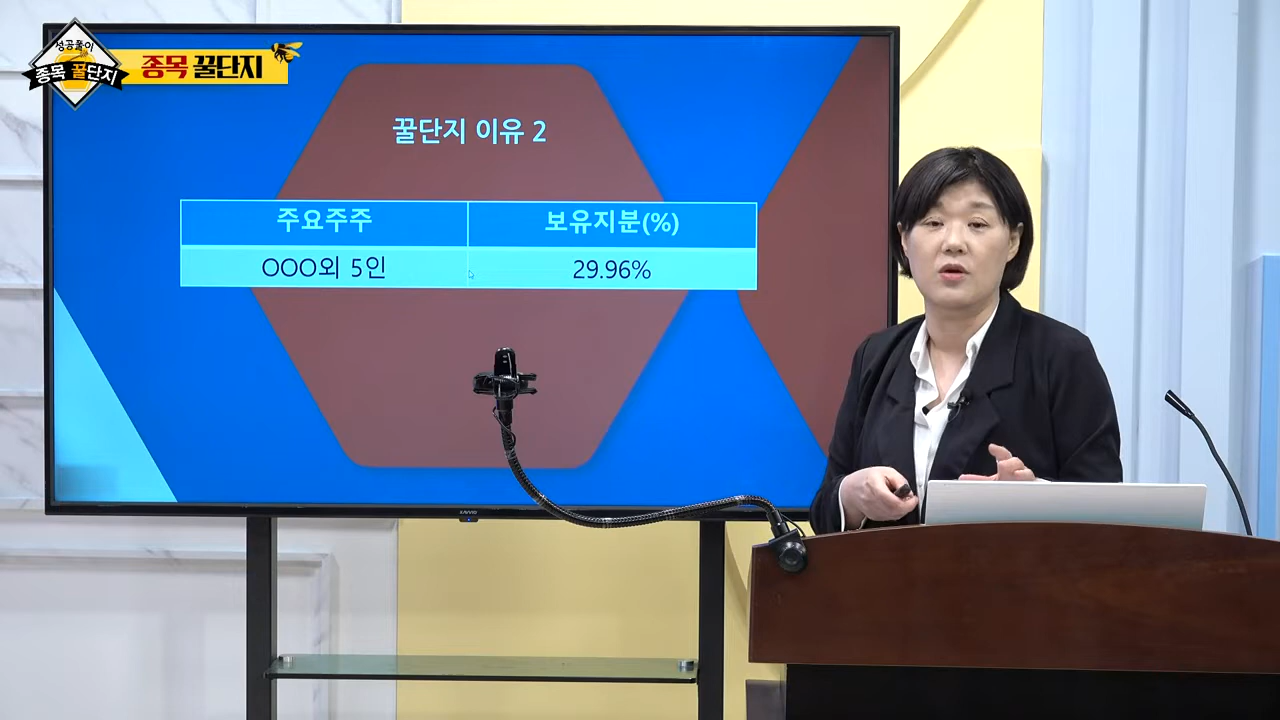 성공풀이
종목 꿀단지
종목 꿀단지
꿀단지 이유 2
주요주주 보유지분(%)
OOO외 5인 29.96%